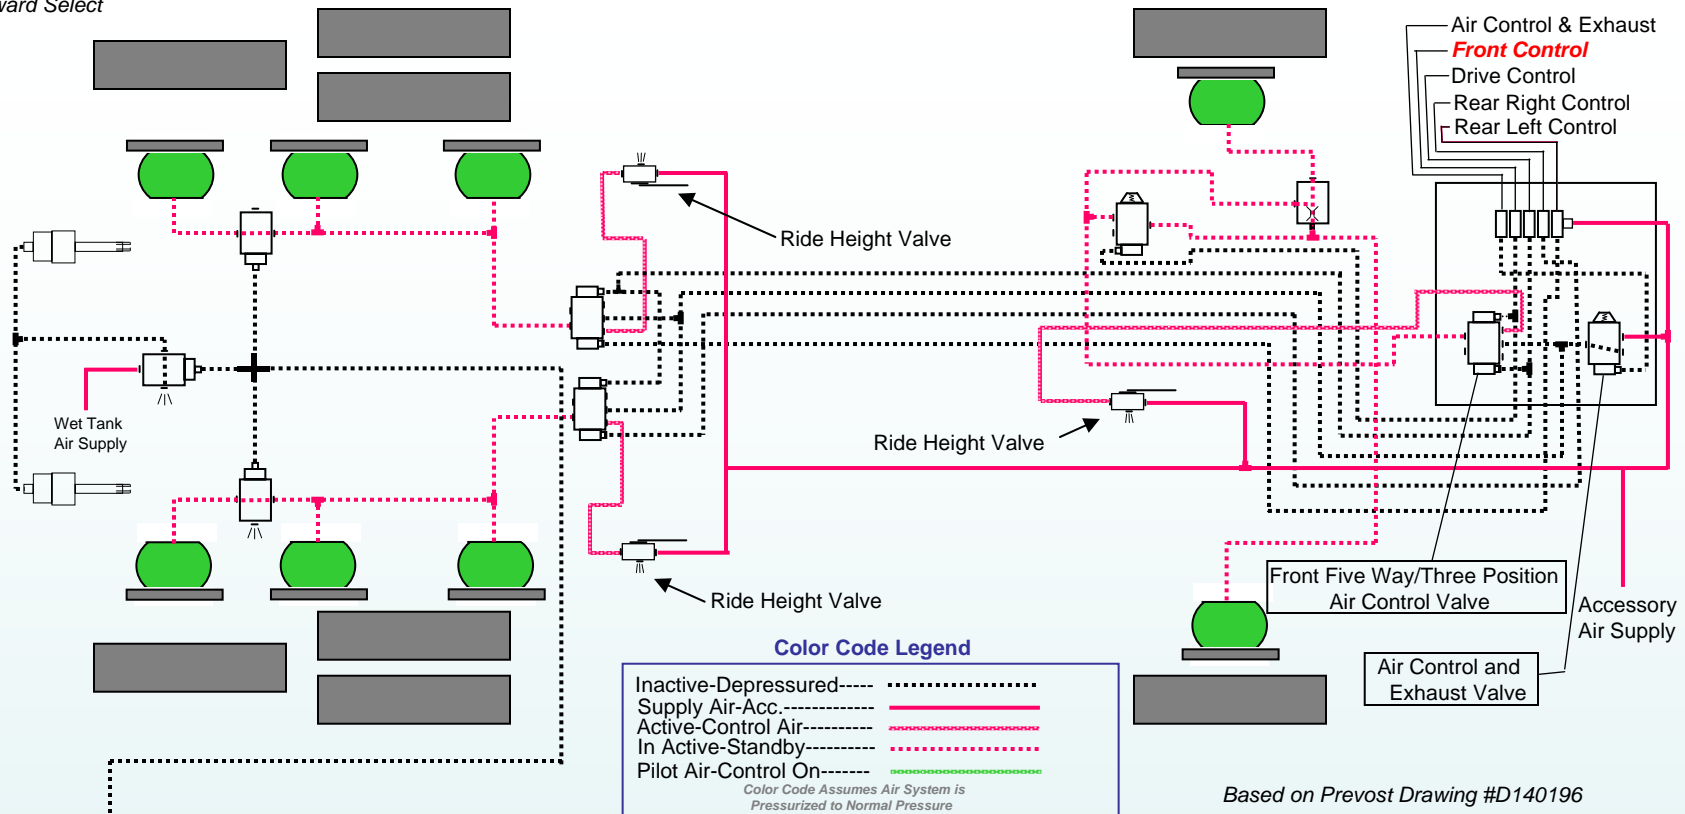 ward Select
Air Control & Exhaust
Front Control
Drive Control
Rear Right Control
Rear Left Control
Ride Height Valve
Wet Tank
Air Supply
Ride Height Valve
Front Five Way/Three Position
Air Control Valve
Accessory
Air Supply
Ride Height Valve
Air Control and
Exhaust Valve
Color Code Legend
Inactive-Depressured-----
Supply Air-Acc.-------------
Active-Control Air----------
In Active-Standby----------
Pilot Air-Control On-------
Color Code Assumes Air System is
Pressurized to Normal Pressure
Based on Prevost Drawing #D140196